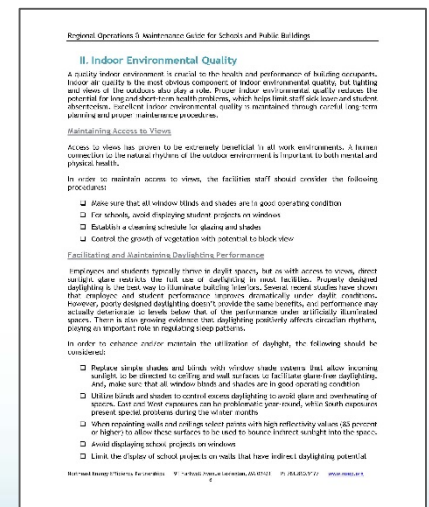 Regional Operations & Maintenance Guide for Schools and Public Buildings
II. Indoor Environmental Quality
A quality indoor environment is crucial to the health and performance of building occupants.
Indoor air quality is the most obvious component of indoor environmental quality, but lighting
and views of the outdoors also play a role. Proper indoor environmental quality reduces the
potential for long and short-term health problems, which helps limit staff sick leave and student
absenteeism. Excellent indoor environmental quality is maintained through careful long-term
planning and proper maintenance procedures.
Maintaining Access to Views
Access to views has proven to be extremely beneficial in all work environments. A human
connection to the natural rhythms of the outdoor environment is important to both mental and
physical health.
In order to maintain access to views, the facilities staff should consider the following
procedures:
❑ Make sure that all window blinds and shades are in good operating condition
❑ For schools, avoid displaying student projects on windows
❑ Establish a cleaning schedule for glazing and shades
❑ Control the growth of vegetation with potential to block view
Facilitating and Maintaining Daylighting Performance
Employees and students typically thrive in daylit spaces, but as with access to views, direct
sunlight glare restricts the full use of daylighting in most facilities. Properly designed
daylighting is the best way to illuminate building interiors. Several recent studies have shown
that employee and student performance improves dramatically under daylit conditions.
However, poorly designed daylighting doesn't provide the same benefits, and performance may
actually deteriorate to levels below that of the performance under artificially illuminated
spaces. There is also growing evidence that daylighting positively affects circadian rhythms,
playing an important role in regulating sleep patterns.
In order to enhance and/or maintain the utilization of daylight, the following should be
considered:
❑ Replace simple shades and blinds with window shade systems that allow incoming
sunlight to be directed to ceiling and wall surfaces to facilitate glare-free daylighting.
And, make sure that all window blinds and shades are in good operating condition
❑ Utilize blinds and shades to control excess daylighting to avoid glare and overheating of
spaces. East and West exposures can be problematic year-round, while South exposures
present special problems during the winter months
❑ When repainting walls and ceilings select paints with high reflectivity values (85 percent
or higher) to allow these surfaces to be used to bounce indirect sunlight into the space.
❑ Avoid displaying school projects on windows
❑ Limit the display of school projects on walls that have indirect daylighting potential
Northeast Energy Efficiency Partnerships Lexington, MA